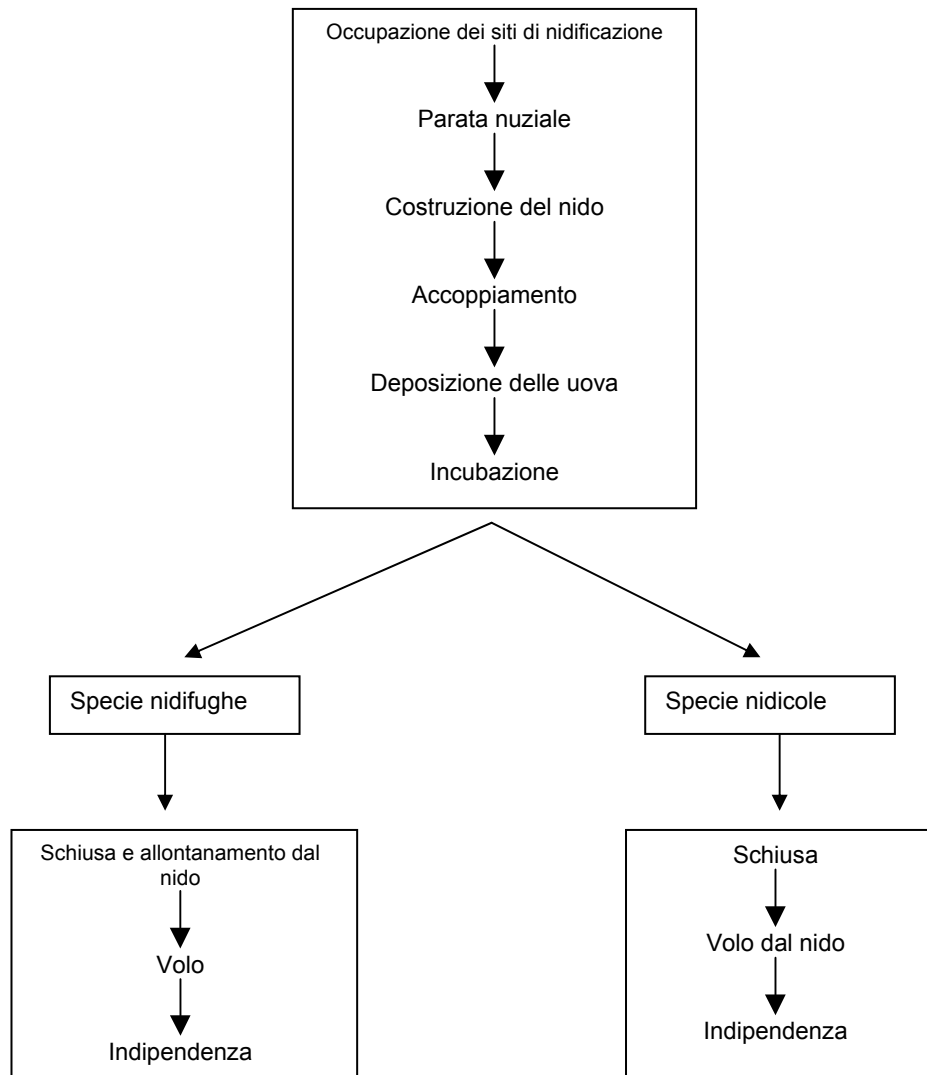 Occupazione dei siti di nidificazione
Parata nuziale
Costruzione del nido
Accoppiamento
Deposizione delle uova
Incubazione
Specie nidifughe
Specie nidicole
Schiusa e allontanamento dal
nido
Volo
Indipendenza
Schiusa
Volo dal nido
Indipendenza